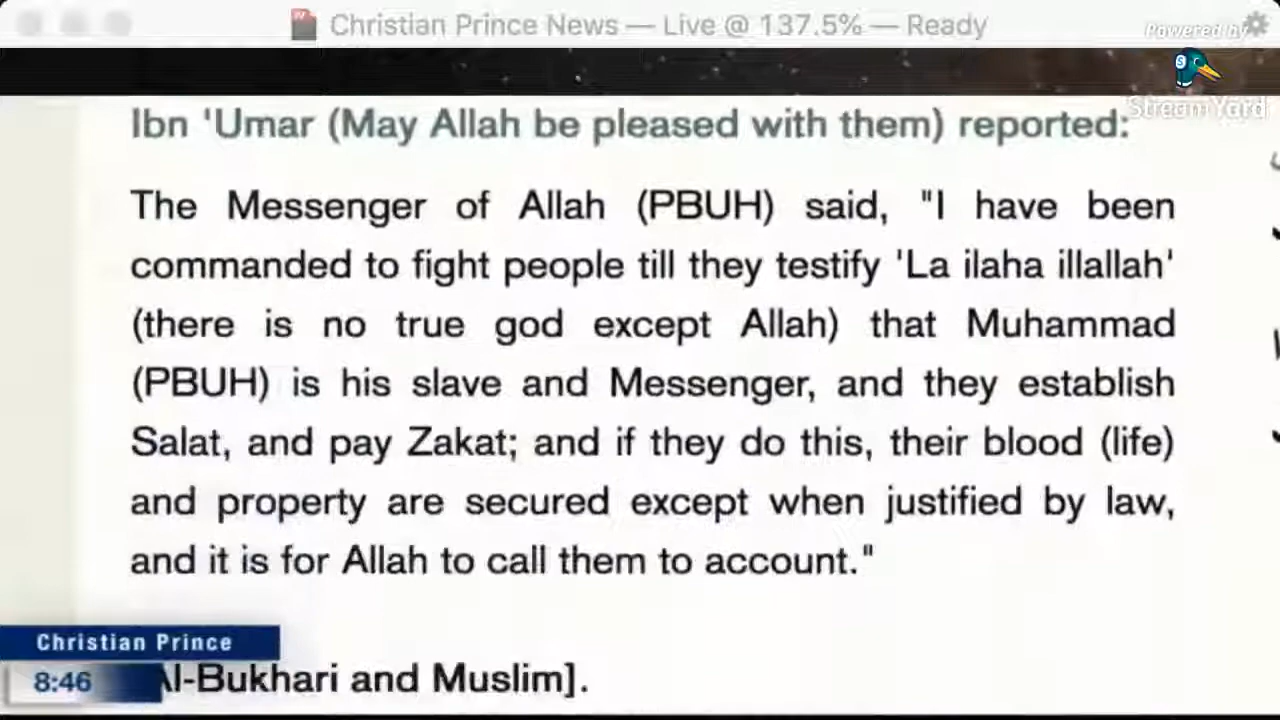 Christian Prince News — Live @ 137.5% — Ready
Powered by
StreamYard
Ibn 'Umar (May Allah be pleased with them) reported:
The Messenger of Allah (PBUH) said, "I have been
commanded to fight people till they testify 'La ilaha illallah'
(there is no true god except Allah) that Muhammad
(PBUH) is his slave and Messenger, and they establish
Salat, and pay Zakat; and if they do this, their blood (life)
and property are secured except when justified by law,
and it is for Allah to call them to account."
Christian Prince
8:46
Al-Bukhari and Muslim].